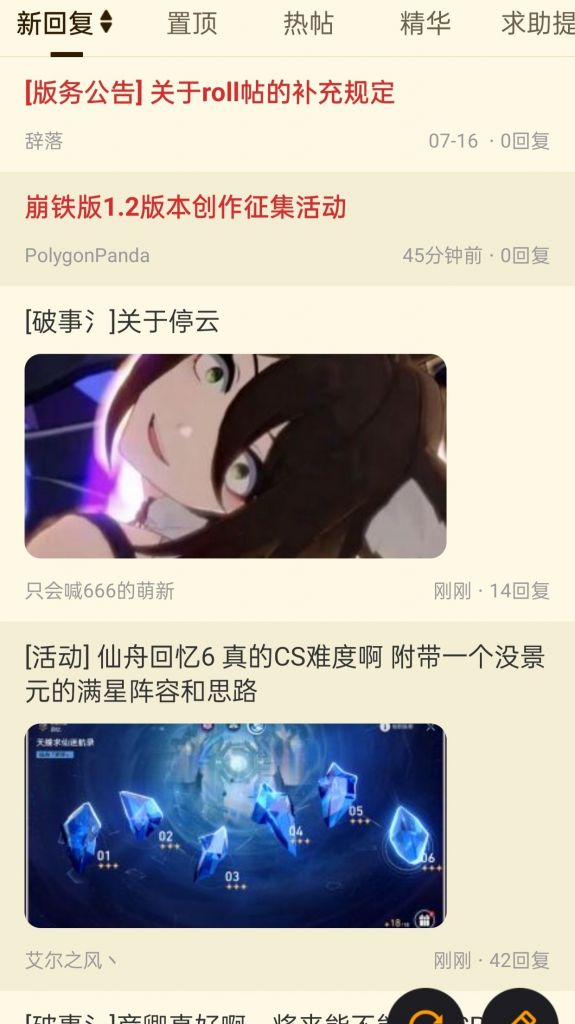 新回复 置顶 热帖 精华 求助提
[版务公告] 关于roll帖的补充规定
辞落 07-16 · 0回复
崩铁版1.2版本创作征集活动
PolygonPanda 45分钟前 · 0回复
[破事氵]关于停云
只会喊666的萌新 刚刚 · 14回复
[活动] 仙舟回忆6 真的CS难度啊 附带一个没景
元的满星阵容和思路
天艟求仙迷航录
01
02
03
04
05
06
艾尔之风丶 刚刚 · 42回复